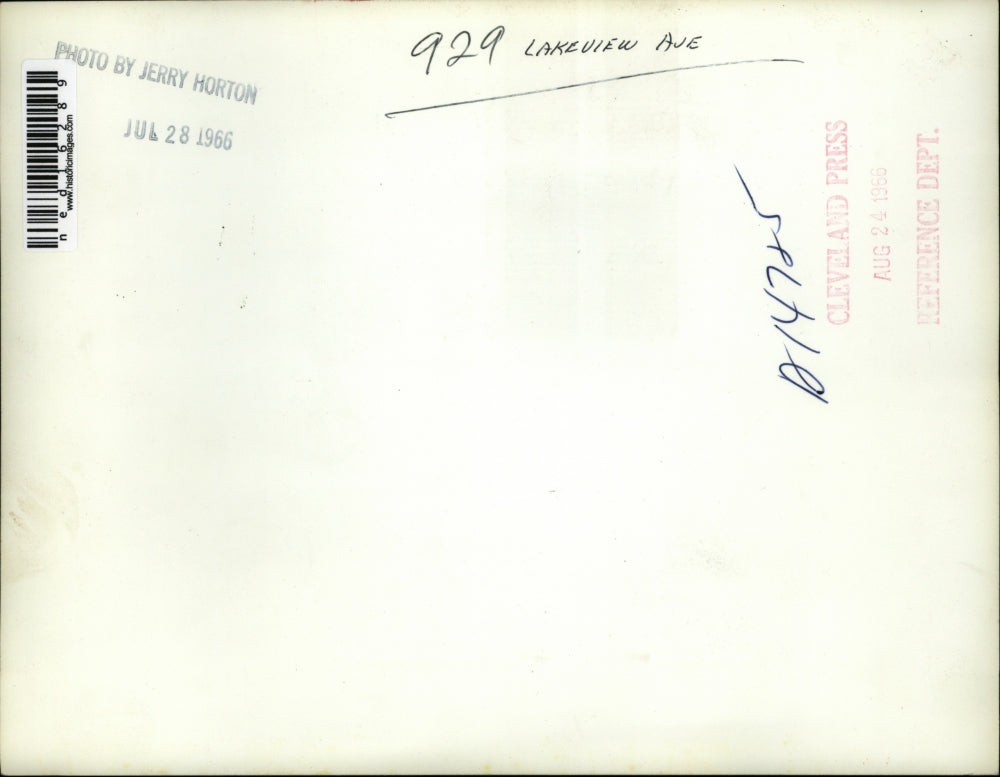 929 LAKEVIEW AVE
PHOTO BY JERRY HORTON
JUL 28 1966
ned16289
www.historicimages.com
CLEVELAND PRESS
AUG 24 1966
REFERENCE DEPT.